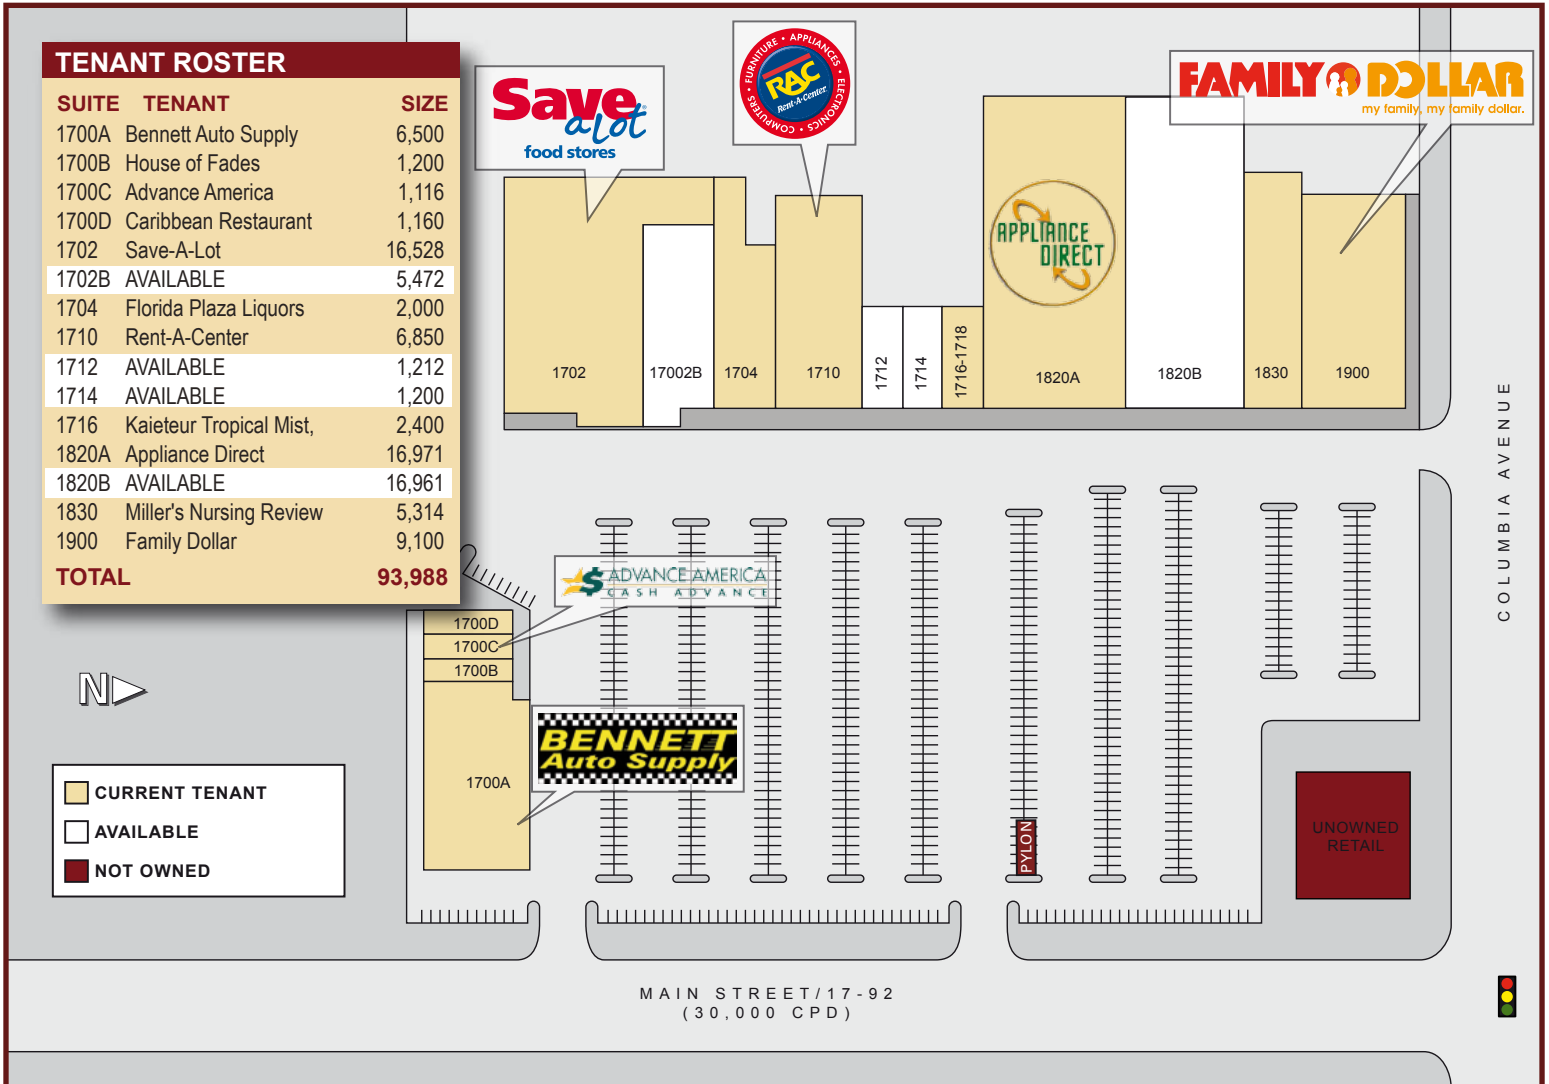 TENANT ROSTER
SUITE TENANT SIZE
1700A Bennett Auto Supply 6,500
1700B House of Fades 1,200
1700C Advance America 1,116
1700D Caribbean Restaurant 1,160
1702 Save-A-Lot 16,528
1702B AVAILABLE 5,472
1704 Florida Plaza Liquors 2,000
1710 Rent-A-Center 6,850
1712 AVAILABLE 1,212
1714 AVAILABLE 1,200
1716 Kaieteur Tropical Mist, 2,400
1820A Appliance Direct 16,971
1820B AVAILABLE 16,961
1830 Miller's Nursing Review 5,314
1900 Family Dollar 9,100
TOTAL 93,988
Save
a Lot
food stores
FURNITURE • APPLIANCES • ELECTRONICS • COMPUTERS •
RAC
Rent-A-Center
FAMILY DOLLAR
my family, my family dollar.
APPLIANCE
DIRECT
1702
17002B
1704
1710
1712
1714
1716-1718
1820A
1820B
1830
1900
COLUMBIA AVENUE
$ ADVANCE AMERICA
CASH ADVANCE
1700D
1700C
1700B
1700A
BENNETT
Auto Supply
N
CURRENT TENANT
AVAILABLE
NOT OWNED
PYLON
UNOWNED
RETAIL
MAIN STREET/17-92
(30,000 CPD)